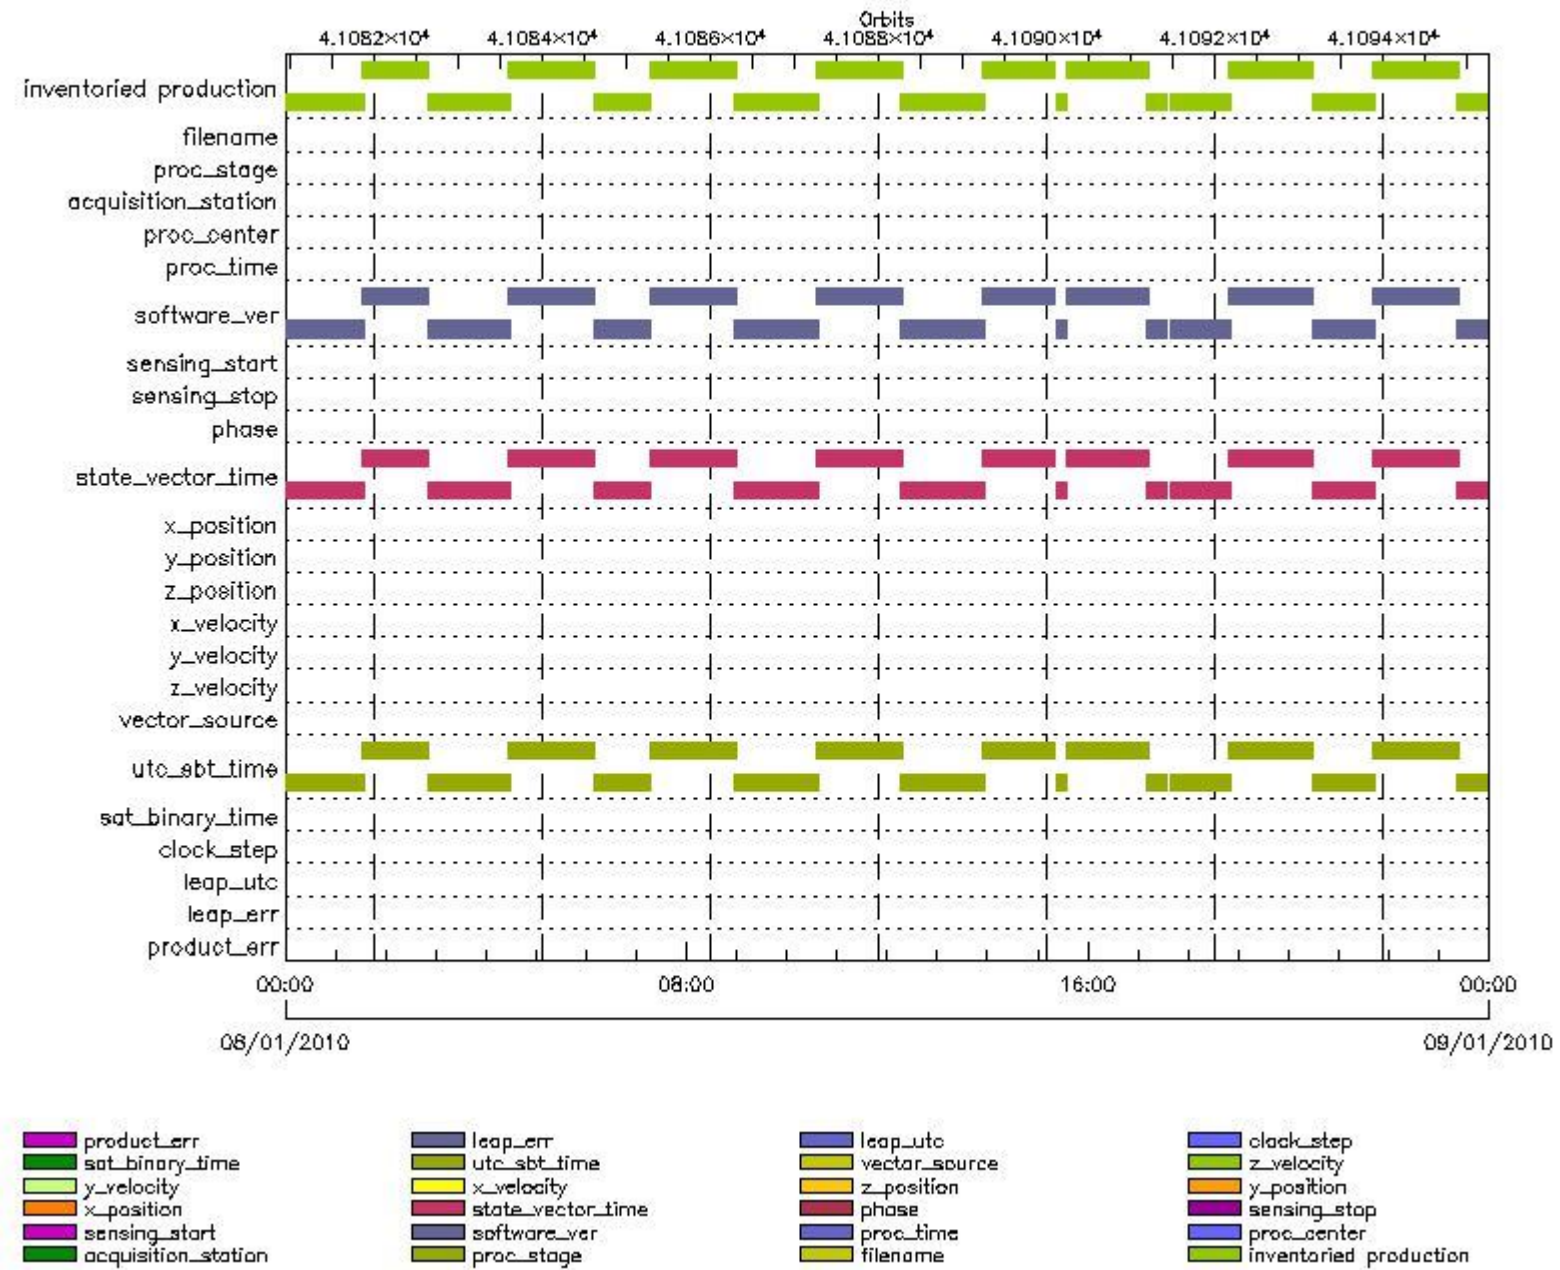 Orbits
4.1082×10⁴ 4.1084×10⁴ 4.1086×10⁴ 4.1088×10⁴ 4.1090×10⁴ 4.1092×10⁴ 4.1094×10⁴
inventoried production
filename
proc_stage
acquisition_station
proc_center
proc_time
software_ver
sensing_start
sensing_stop
phase
state_vector_time
x_position
y_position
z_position
x_velocity
y_velocity
z_velocity
vector_source
utc_sbt_time
sat_binary_time
clock_step
leap_utc
leap_err
product_err
00:00 08:00 16:00 00:00
08/01/2010 09/01/2010
product_err leap_err leap_utc clock_step
sat_binary_time utc_sbt_time vector_source z_velocity
y_velocity x_velocity z_position y_position
x_position state_vector_time phase sensing_stop
sensing_start software_ver proc_time proc_center
acquisition_station proc_stage filename inventoried production